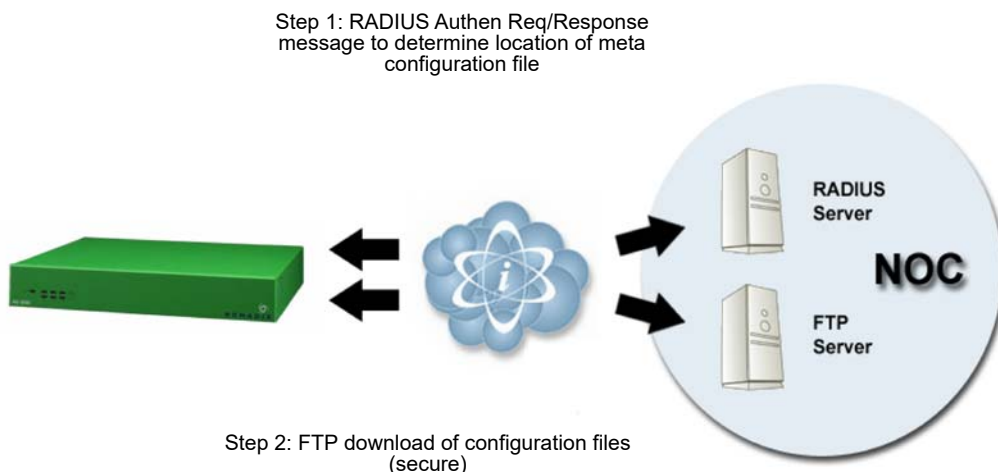 Step 1: RADIUS Authen Req/Response
message to determine location of meta
configuration file
RADIUS
Server
NOC
i
NOMADIX
FTP
Server
Step 2: FTP download of configuration files
(secure)